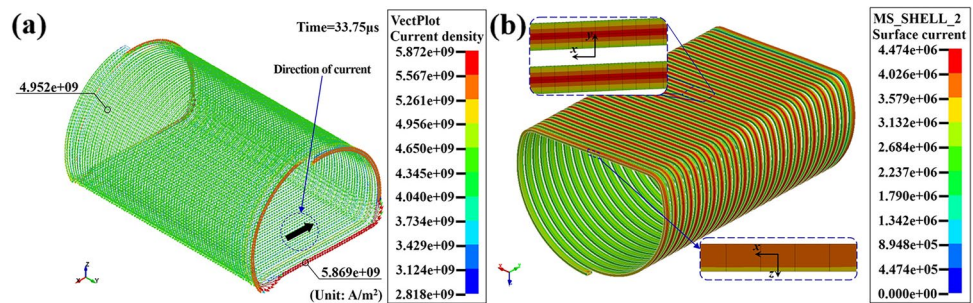 (a)
Time=33.75μs
Direction of current
4.952e+09
5.869e+09
(Unit: A/m²)
VectPlot
Current density
5.872e+09
5.567e+09
5.261e+09
4.956e+09
4.650e+09
4.345e+09
4.040e+09
3.734e+09
3.429e+09
3.124e+09
2.818e+09
Z
X Y
(b)
y
x
x
z
MS_SHELL_2
Surface current
4.474e+06
4.026e+06
3.579e+06
3.132e+06
2.684e+06
2.237e+06
1.790e+06
1.342e+06
8.948e+05
4.474e+05
0.000e+00